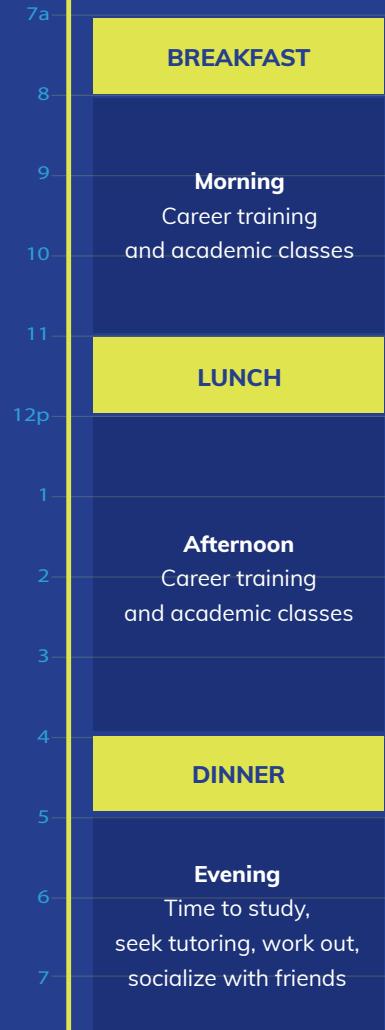 7a
BREAKFAST
8
9
Morning
Career training
10
and academic classes
11
LUNCH
12p
1
Afternoon
2
Career training
and academic classes
3
4
DINNER
5
Evening
6
Time to study,
seek tutoring, work out,
7
socialize with friends